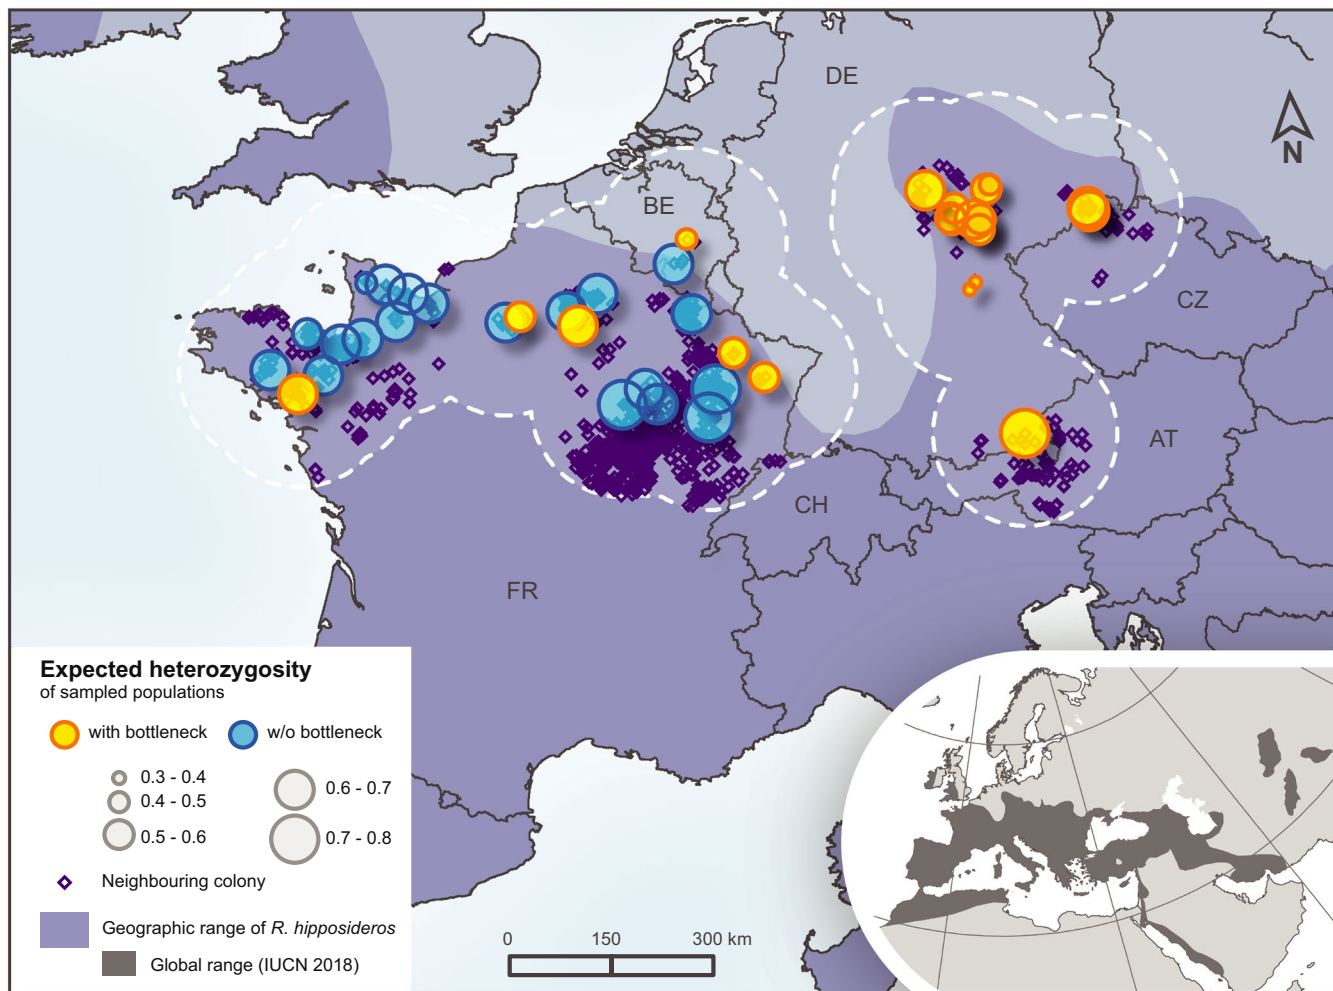 DE
N
BE
CZ
AT
CH
FR
Expected heterozygosity
of sampled populations
with bottleneck
w/o bottleneck
0.3 - 0.4
0.4 - 0.5
0.5 - 0.6
0.6 - 0.7
0.7 - 0.8
Neighbouring colony
Geographic range of R. hipposideros
Global range (IUCN 2018)
0 150 300 km